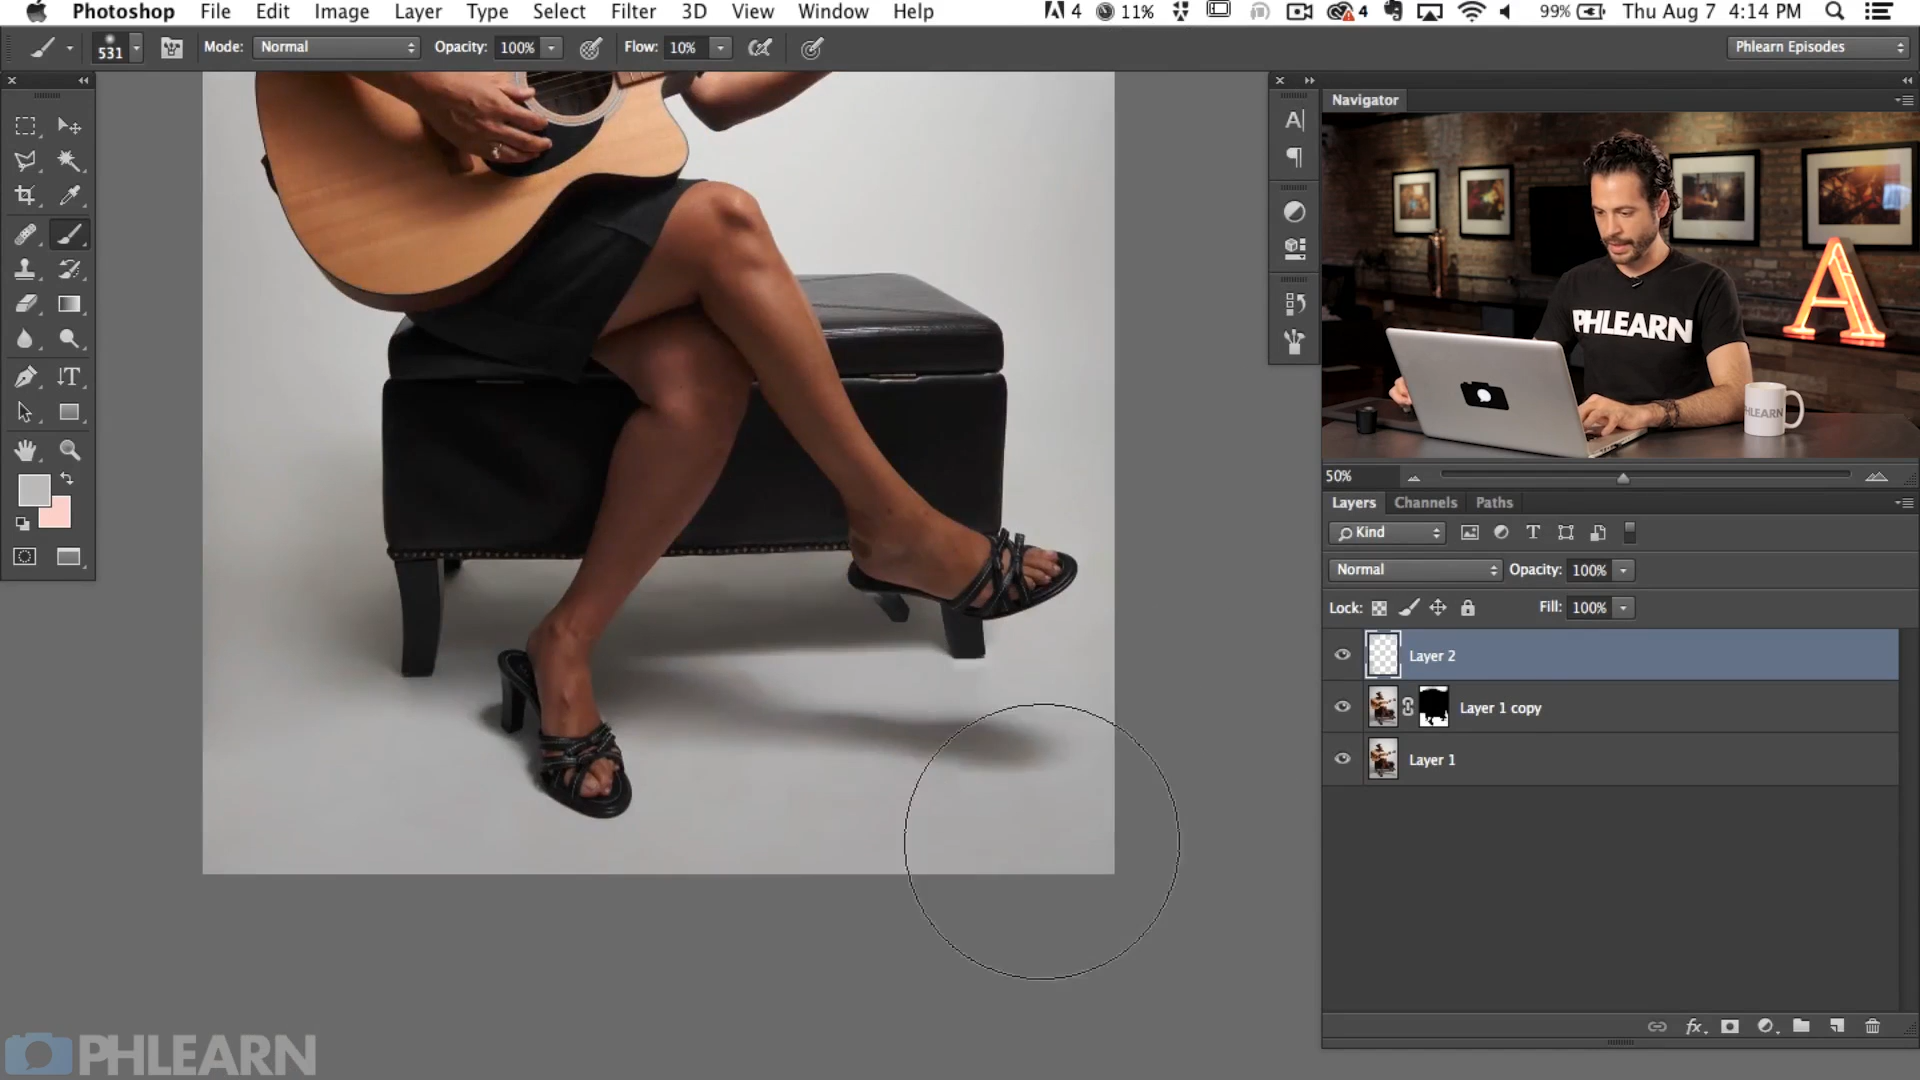 Photoshop File Edit Image Layer Type Select Filter 3D View Window Help 4 11% 4 99% Thu Aug 7 4:14 PM
531 Mode: Normal Opacity: 100% Flow: 10% Phlearn Episodes
Navigator
PHLEARN
A
50%
Layers Channels Paths
Kind
Normal Opacity: 100%
Lock: Fill: 100%
Layer 2
Layer 1 copy
Layer 1
fx
PHLEARN